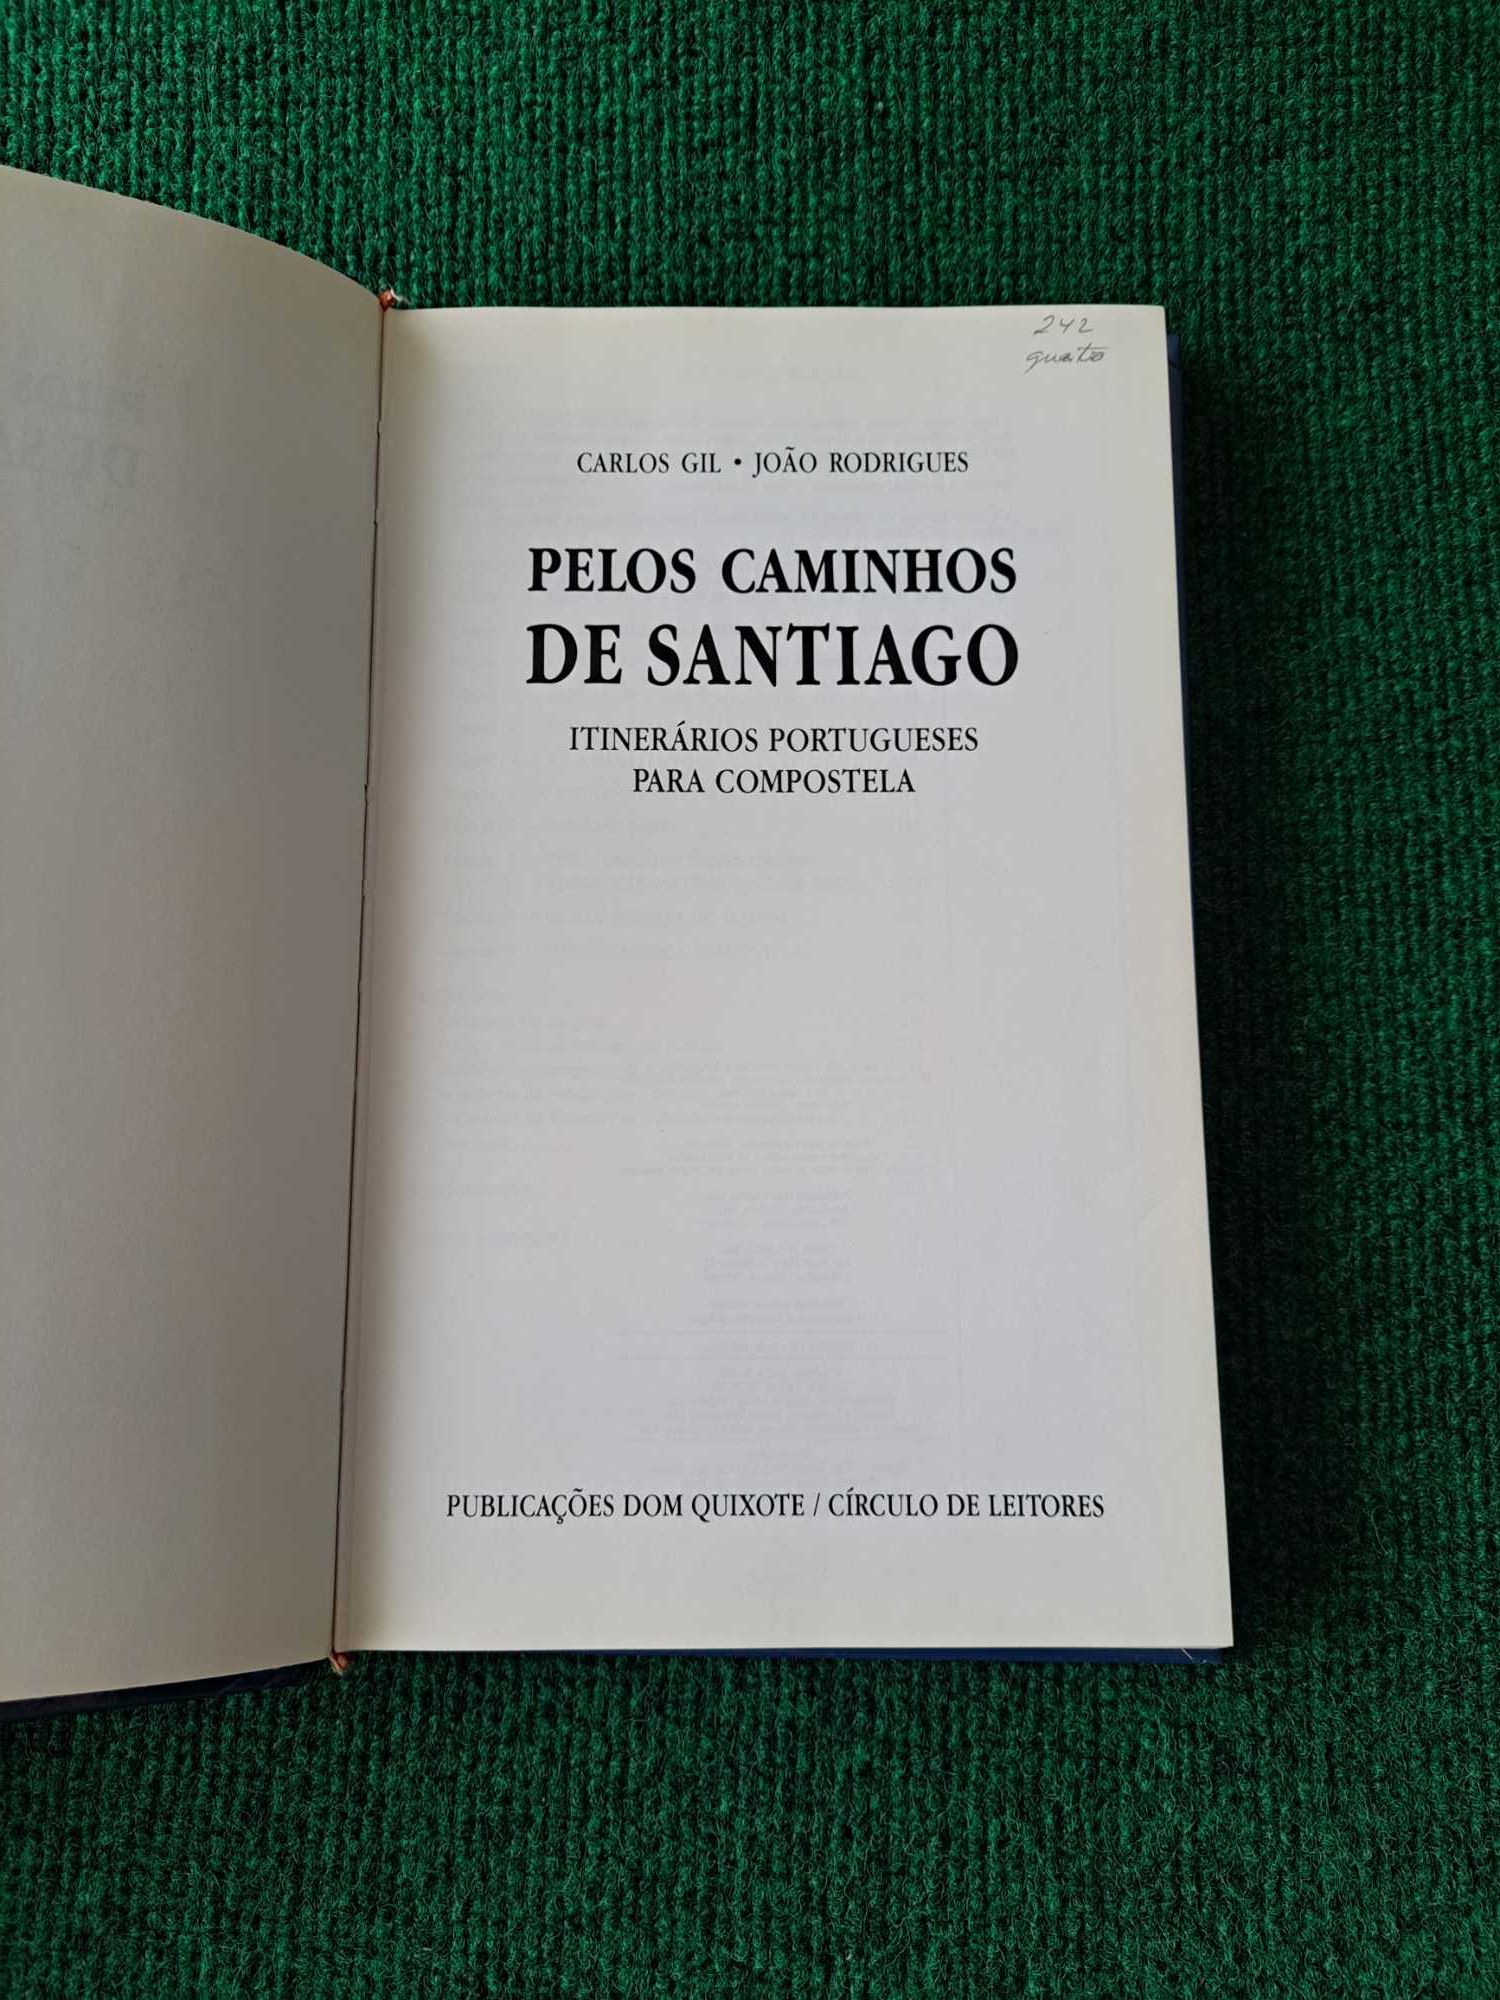 242
CARLOS GIL • JOÃO RODRIGUES
PELOS CAMINHOS
DE SANTIAGO
ITINERÁRIOS PORTUGUESES
PARA COMPOSTELA
PUBLICAÇÕES DOM QUIXOTE / CÍRCULO DE LEITORES